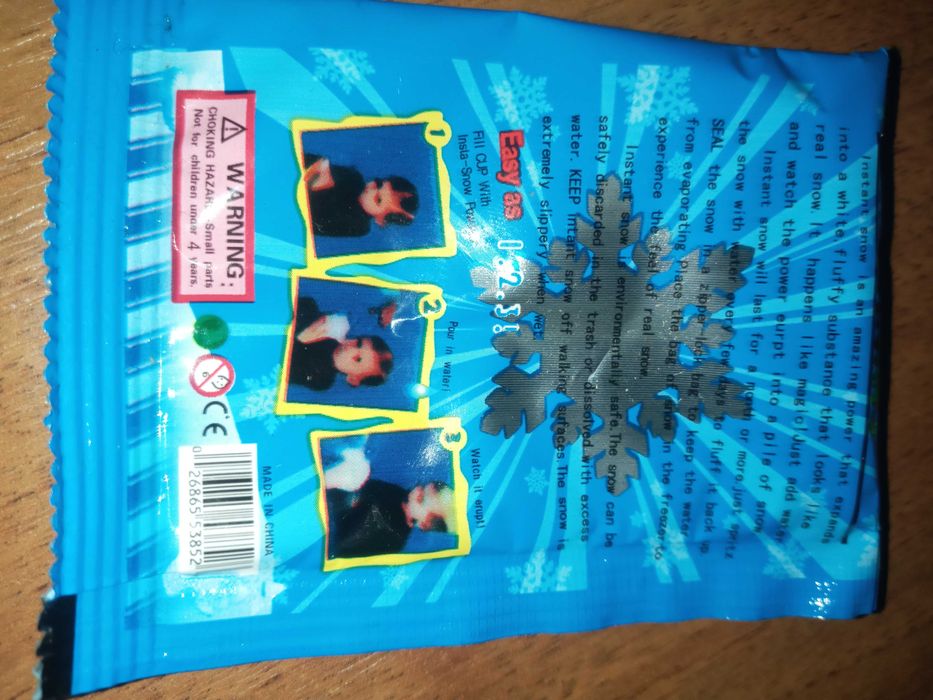 Instant snow is an amazing power that expands
into a while, fluffy substance that looks like
real snow. It happens like magic! Just add water
and watch the power eurpt into a pile of snow.
Instant snow will last for a month or more. just spritz
the snow with water every few days to fluff it back up.
SEAL the snow in a zipper lock bag to keep the water
from evaporating. place the bag of snow in the freezer to
experience the feel of real snow.
Instant snow is environmentally safe. The snow can be
safely discarded in the trash or dissolved with excess
water. KEEP Intant snow off walking sufaces. The snow is
extremely slippery when wet.
Easy as
Fill CUP With
Insta-Snow
Pour in water!
Watch it erupt!
1
2
3
WARNING:
CHOKING HAZARD Small parts
Not for children under 4 years.
CE
MADE IN CHINA
26865 53852